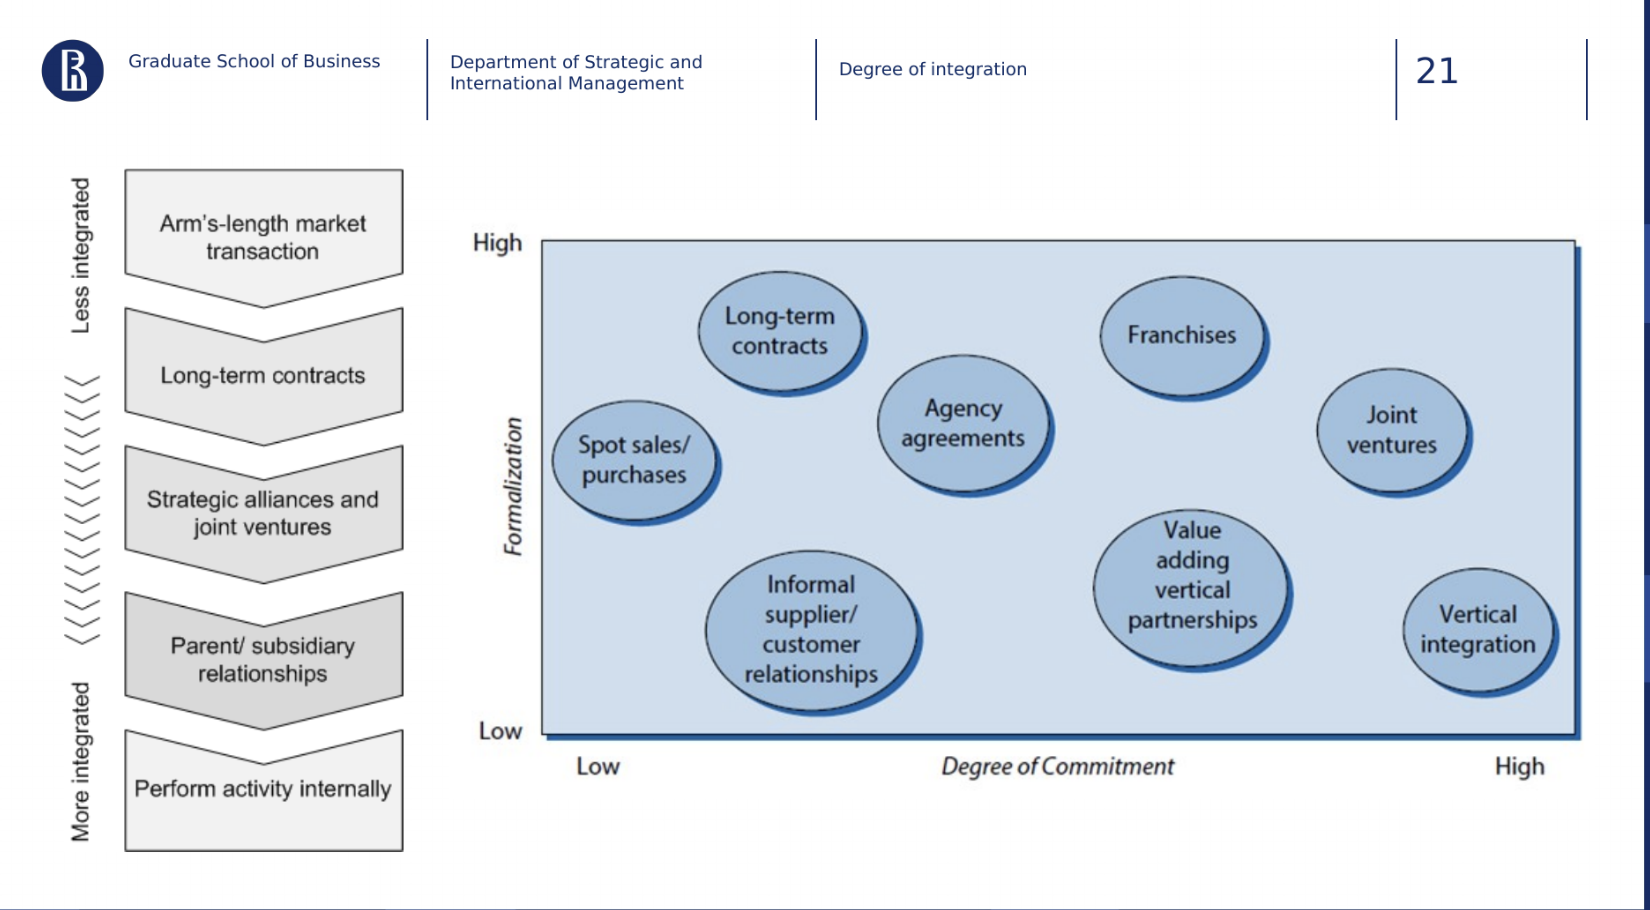 Graduate School of Business
Department of Strategic and
International Management
Degree of integration
21
Less integrated
More integrated
Arm's-length market
transaction
Long-term contracts
Strategic alliances and
joint ventures
Parent/ subsidiary
relationships
Perform activity internally
High
Formalization
Low
Long-term
contracts
Franchises
Agency
agreements
Joint
ventures
Spot sales/
purchases
Value
adding
vertical
partnerships
Informal
supplier/
customer
relationships
Vertical
integration
Low
Degree of Commitment
High